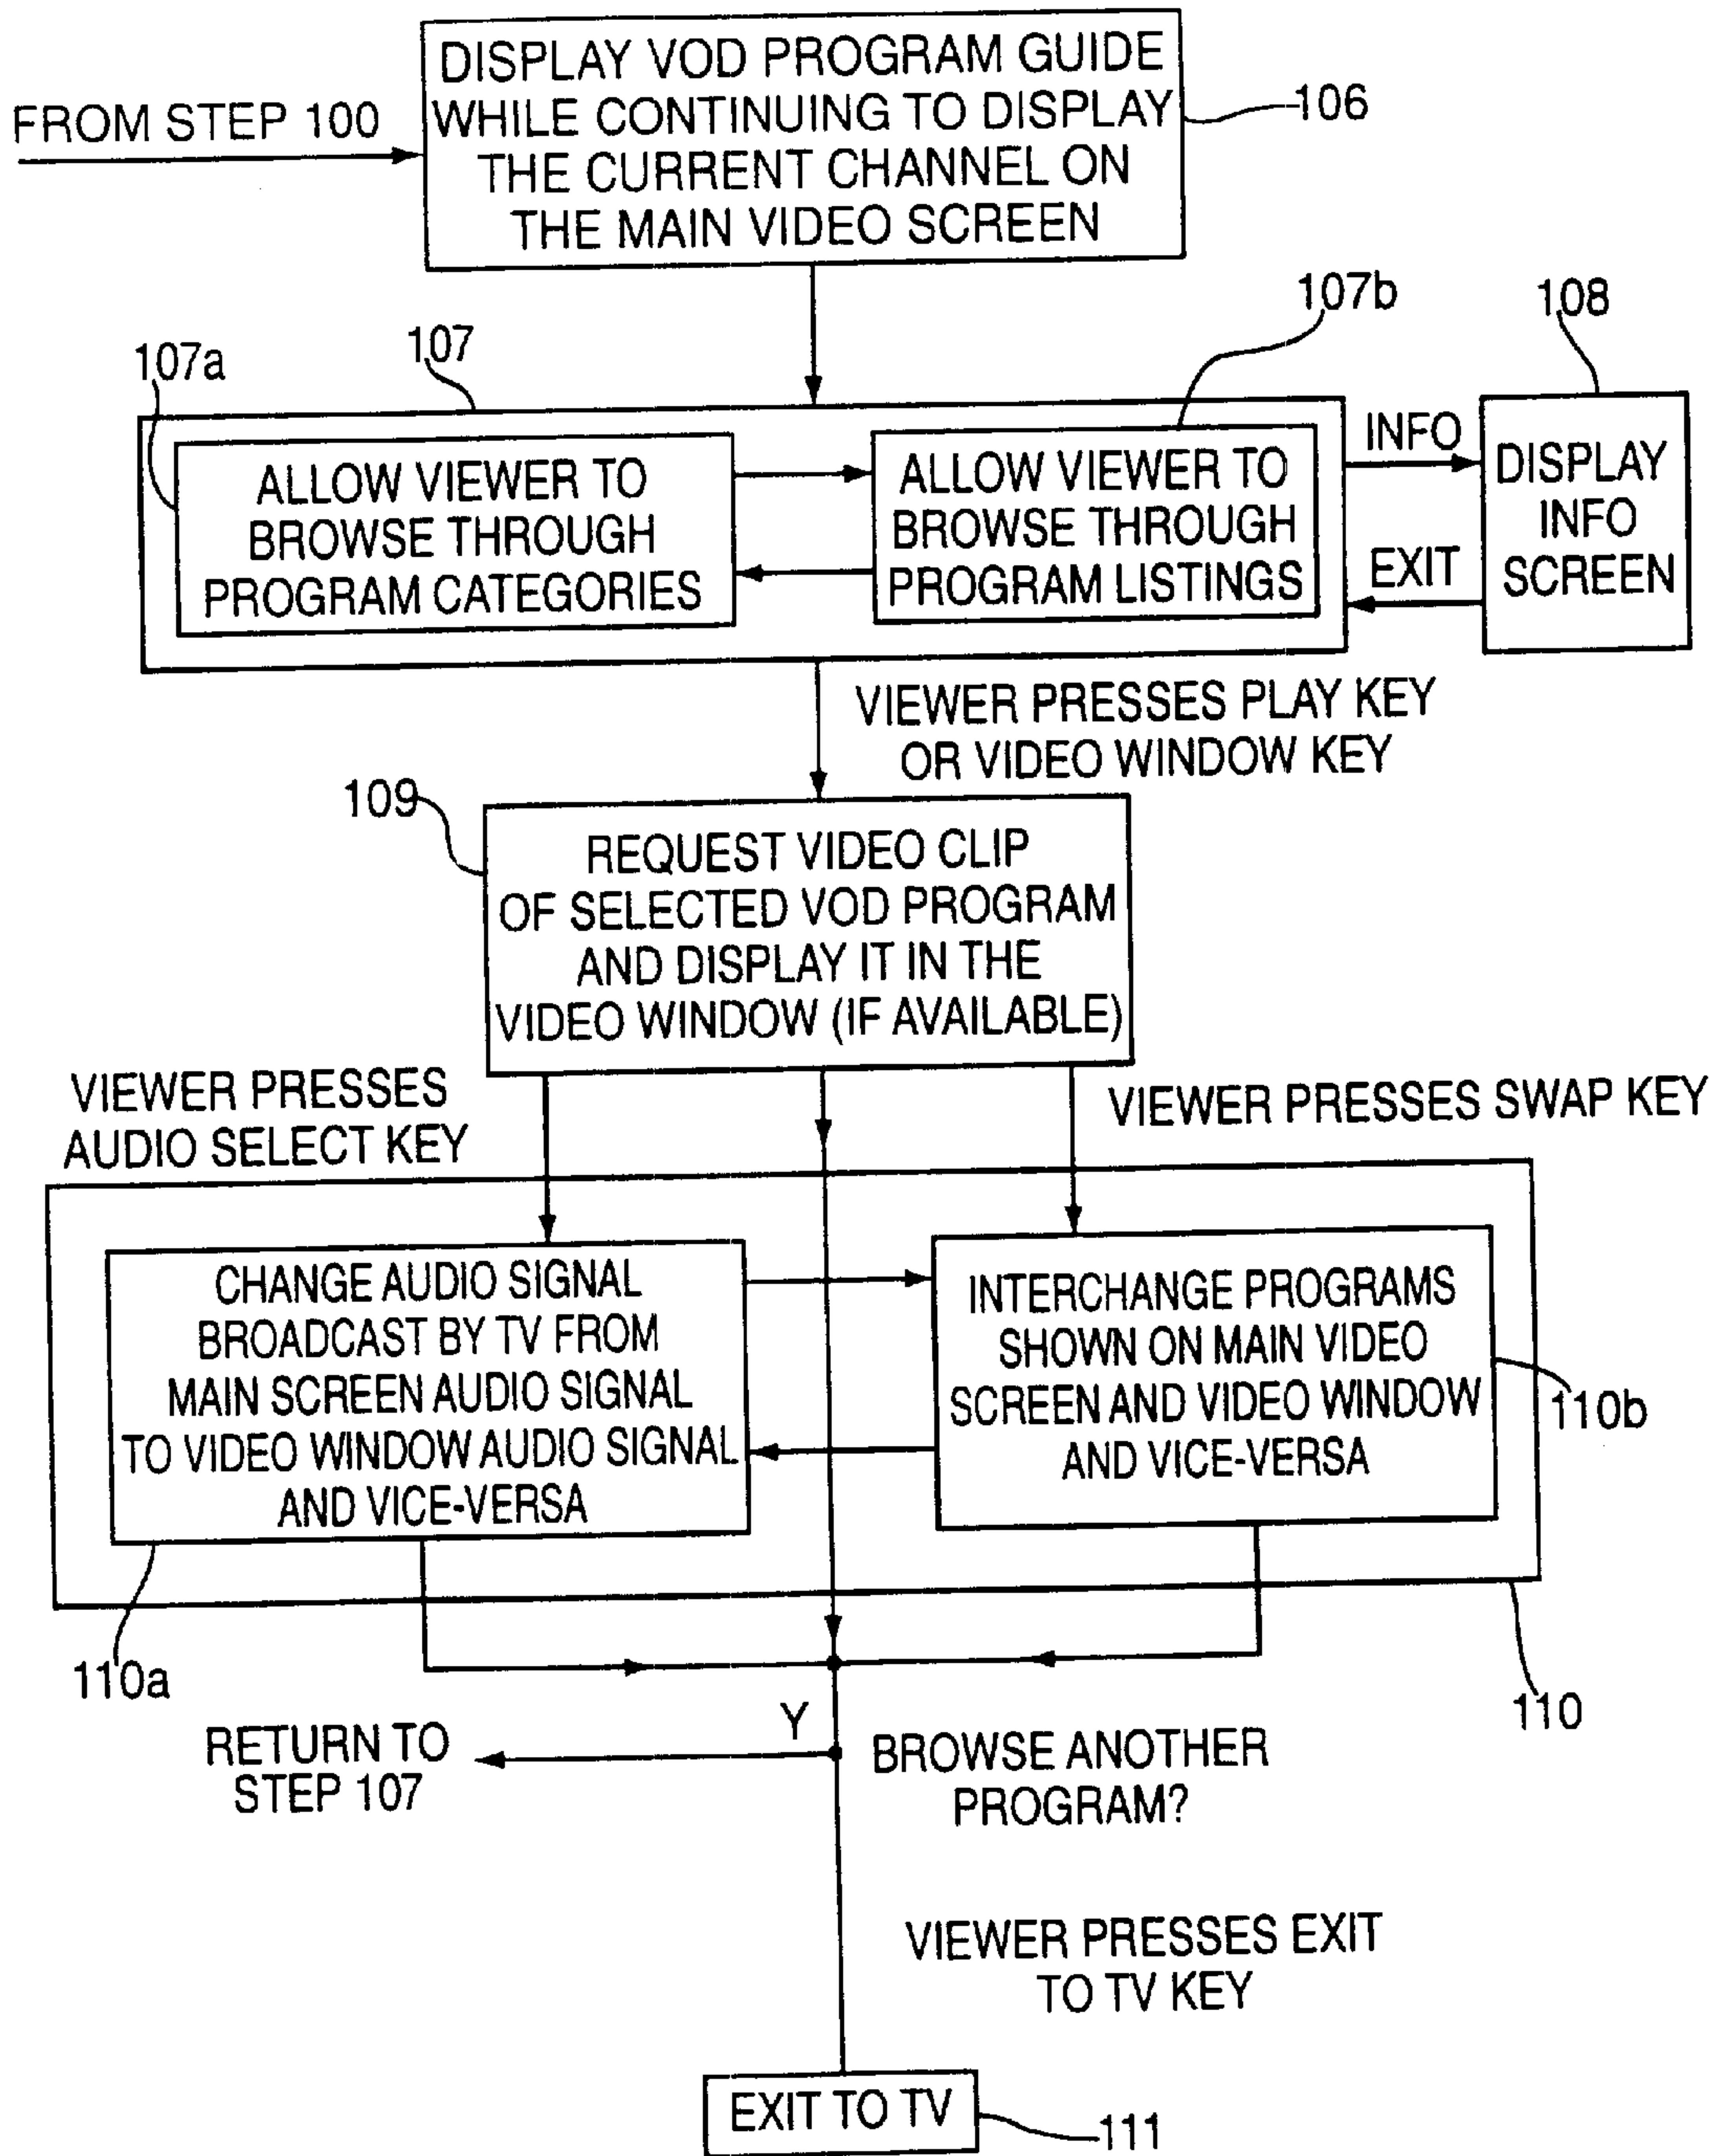 DISPLAY VOD PROGRAM GUIDE
WHILE CONTINUING TO DISPLAY
THE CURRENT CHANNEL ON
THE MAIN VIDEO SCREEN
106
FROM STEP 100
107a
107
107b
108
ALLOW VIEWER TO
BROWSE THROUGH
PROGRAM CATEGORIES
ALLOW VIEWER TO
BROWSE THROUGH
PROGRAM LISTINGS
INFO
EXIT
DISPLAY
INFO
SCREEN
VIEWER PRESSES PLAY KEY
OR VIDEO WINDOW KEY
109
REQUEST VIDEO CLIP
OF SELECTED VOD PROGRAM
AND DISPLAY IT IN THE
VIDEO WINDOW (IF AVAILABLE)
VIEWER PRESSES
AUDIO SELECT KEY
VIEWER PRESSES SWAP KEY
CHANGE AUDIO SIGNAL
BROADCAST BY TV FROM
MAIN SCREEN AUDIO SIGNAL
TO VIDEO WINDOW AUDIO SIGNAL
AND VICE-VERSA
INTERCHANGE PROGRAMS
SHOWN ON MAIN VIDEO
SCREEN AND VIDEO WINDOW
AND VICE-VERSA
110b
110a
110
Y
RETURN TO
STEP 107
BROWSE ANOTHER
PROGRAM?
VIEWER PRESSES EXIT
TO TV KEY
EXIT TO TV
111